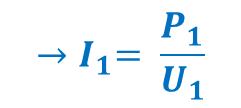 → I₁ = P₁ / U₁